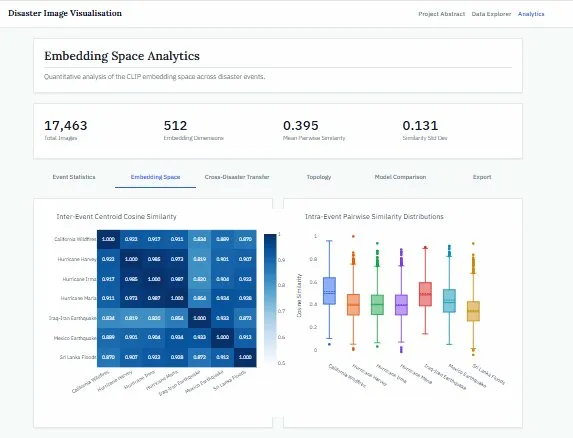 Disaster Image Visualisation
Project Abstract Data Explorer Analytics
Embedding Space Analytics
Quantitative analysis of the CLIP embedding space across disaster events.
17,463 512 0.395 0.131
Total Images Embedding Dimensions Mean Pairwise Similarity Similarity Std Dev
Event Statistics Embedding Space Cross-Disaster Transfer Topology Model Comparison Export
Inter-Event Centroid Cosine Similarity
California Wildfires 1.000 0.923 0.917 0.911 0.834 0.889 0.870
Hurricane Harvey 0.923 1.000 0.985 0.973 0.819 0.901 0.907
Hurricane Irma 0.917 0.985 1.000 0.987 0.820 0.904 0.923
Hurricane Maria 0.911 0.973 0.987 1.000 0.854 0.934 0.938
Iraq-Iran Earthquake 0.834 0.819 0.820 0.854 1.000 0.933 0.872
Mexico Earthquake 0.889 0.901 0.904 0.934 0.933 1.000 0.912
Sri Lanka Floods 0.870 0.907 0.923 0.938 0.872 0.912 1.000
California Wildfires Hurricane Harvey Hurricane Irma Hurricane Maria Iraq-Iran Earthquake Mexico Earthquake Sri Lanka Floods
1
0.9
0.8
0.7
0.6
0.5
Intra-Event Pairwise Similarity Distributions
Cosine Similarity
1
0.8
0.6
0.4
0.2
0
California Wildfires Hurricane Harvey Hurricane Irma Hurricane Maria Iraq-Iran Earthquake Mexico Earthquake Sri Lanka Floods